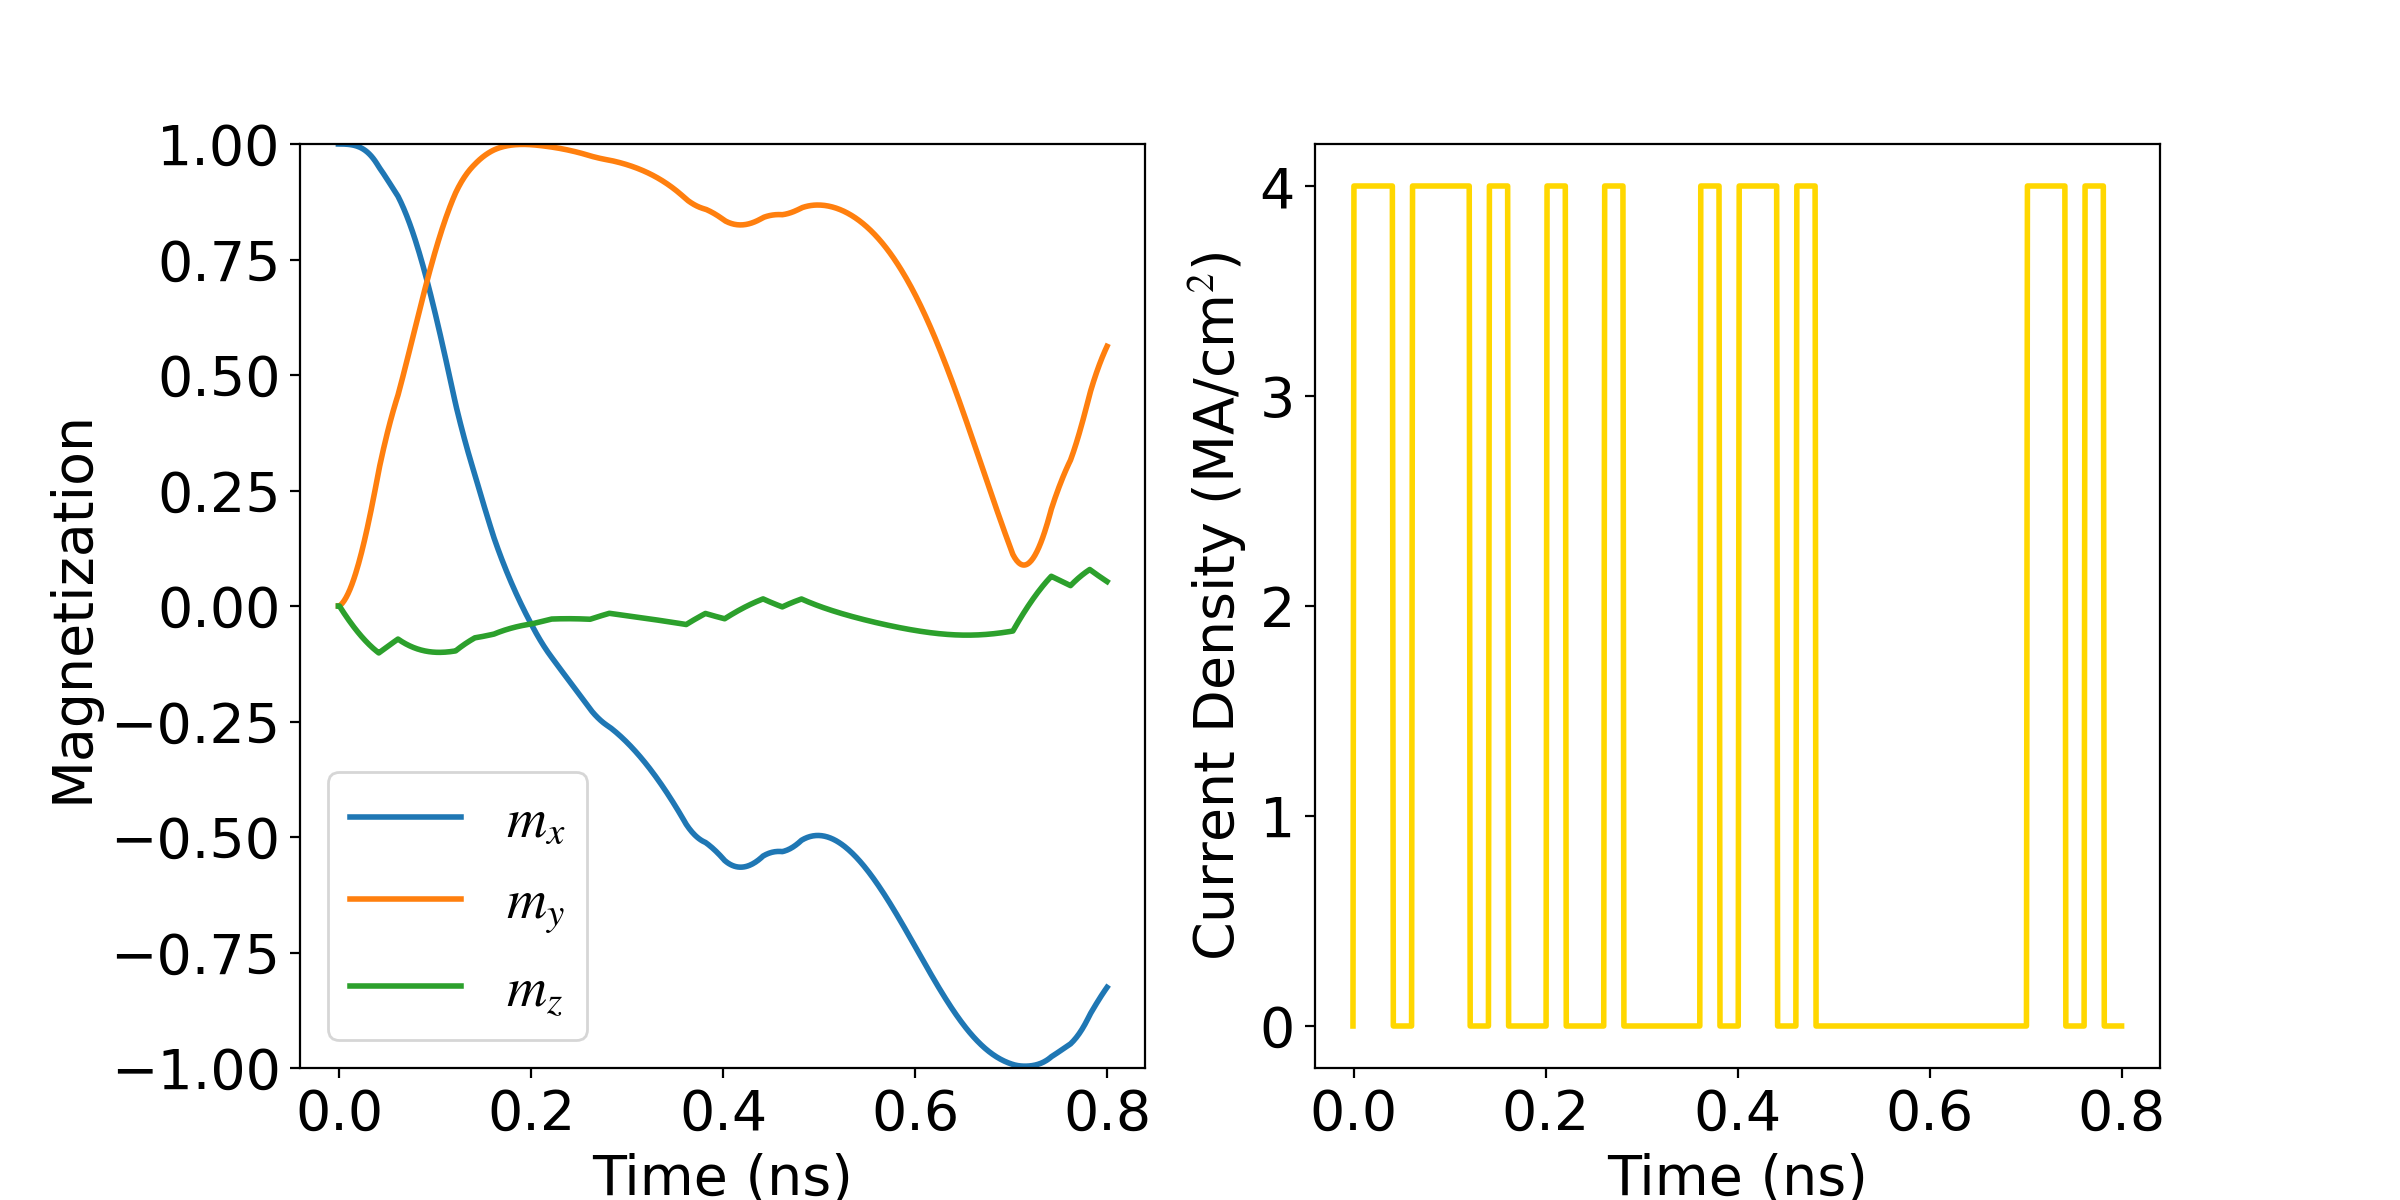 Magnetization
1.00
0.75
0.50
0.25
0.00
−0.25
−0.50
−0.75
−1.00
0.0 0.2 0.4 0.6 0.8
Time (ns)
m_x
m_y
m_z
Current Density (MA/cm²)
4
3
2
1
0
0.0 0.2 0.4 0.6 0.8
Time (ns)